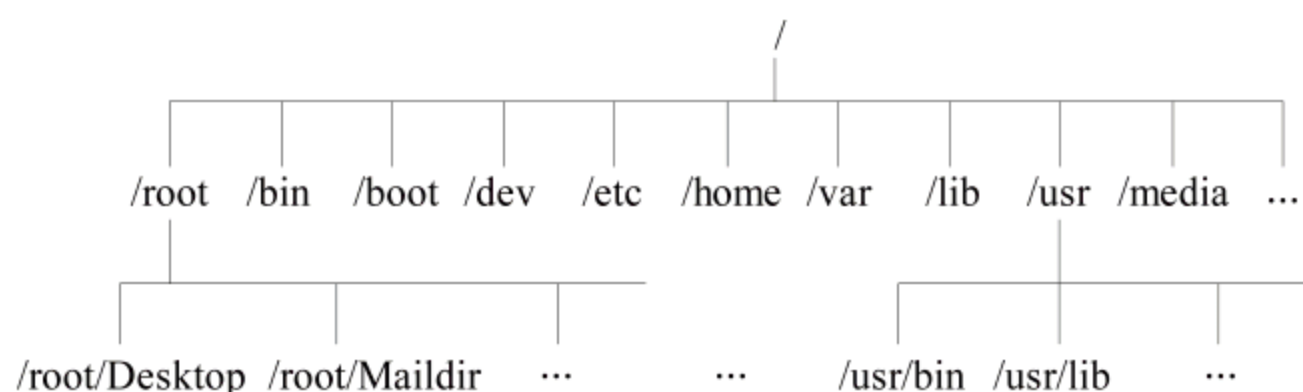 /
/root /bin /boot /dev /etc /home /var /lib /usr /media ...
/root/Desktop /root/Maildir ... ... /usr/bin /usr/lib ...